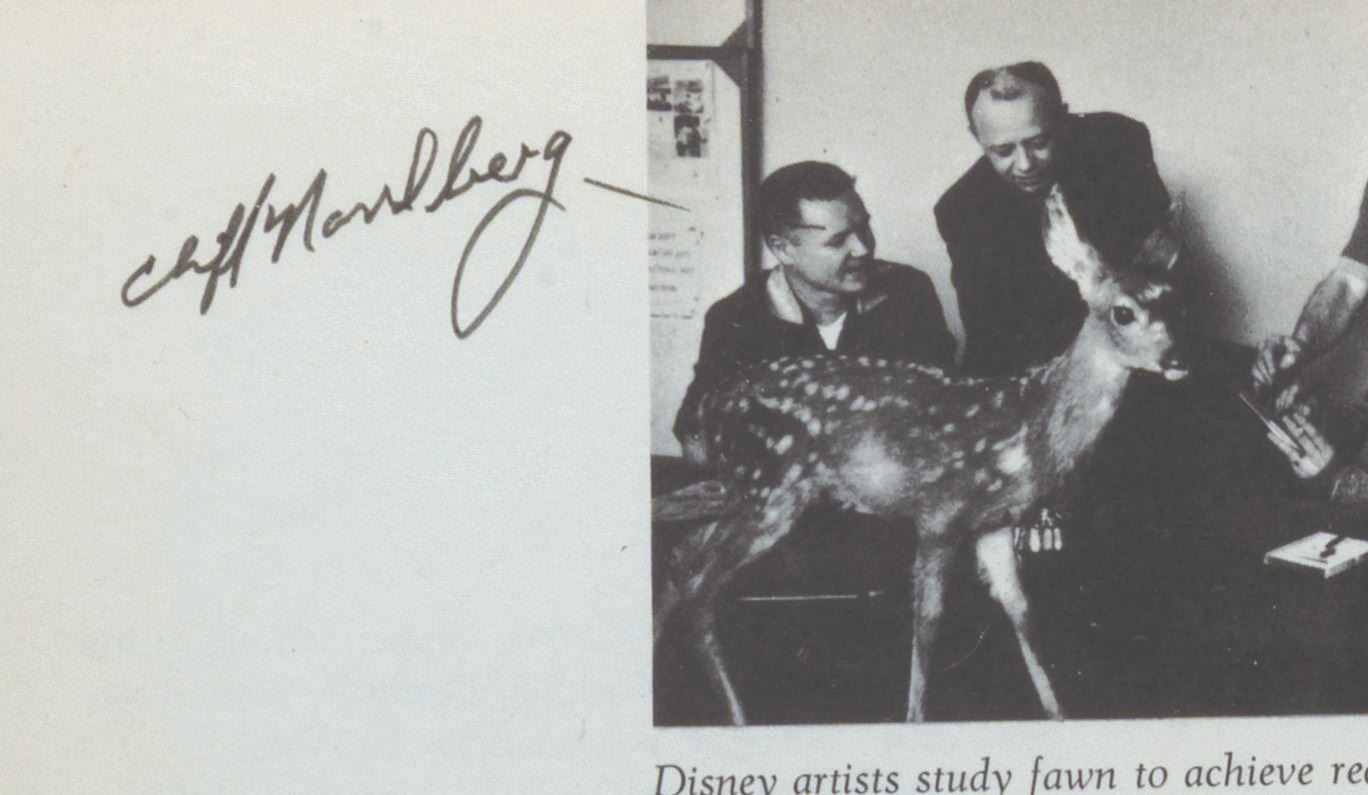 Cliff Nordberg
Disney artists study fawn to achieve